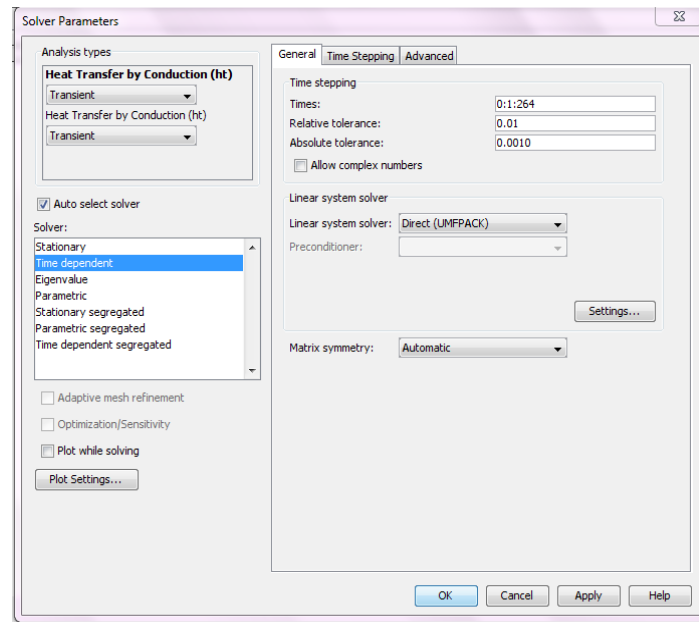 Solver Parameters
Analysis types
Heat Transfer by Conduction (ht)
Transient
Heat Transfer by Conduction (ht)
Transient
Auto select solver
Solver:
Stationary
Time dependent
Eigenvalue
Parametric
Stationary segregated
Parametric segregated
Time dependent segregated
Adaptive mesh refinement
Optimization/Sensitivity
Plot while solving
Plot Settings...
General Time Stepping Advanced
Time stepping
Times: 0:1:264
Relative tolerance: 0.01
Absolute tolerance: 0.0010
Allow complex numbers
Linear system solver
Linear system solver: Direct (UMFPACK)
Preconditioner:
Settings...
Matrix symmetry: Automatic
OK Cancel Apply Help